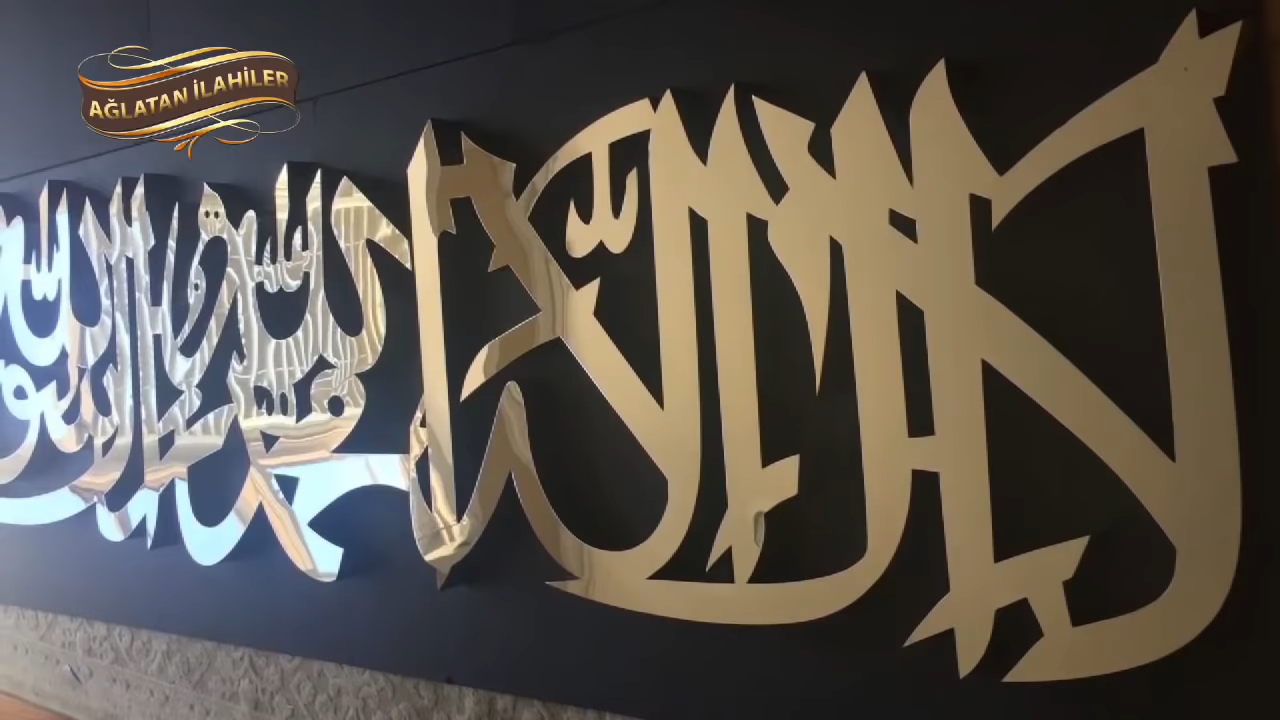 AĞLATAN İLAHİLER
لا إله إلا الله محمد رسول الله